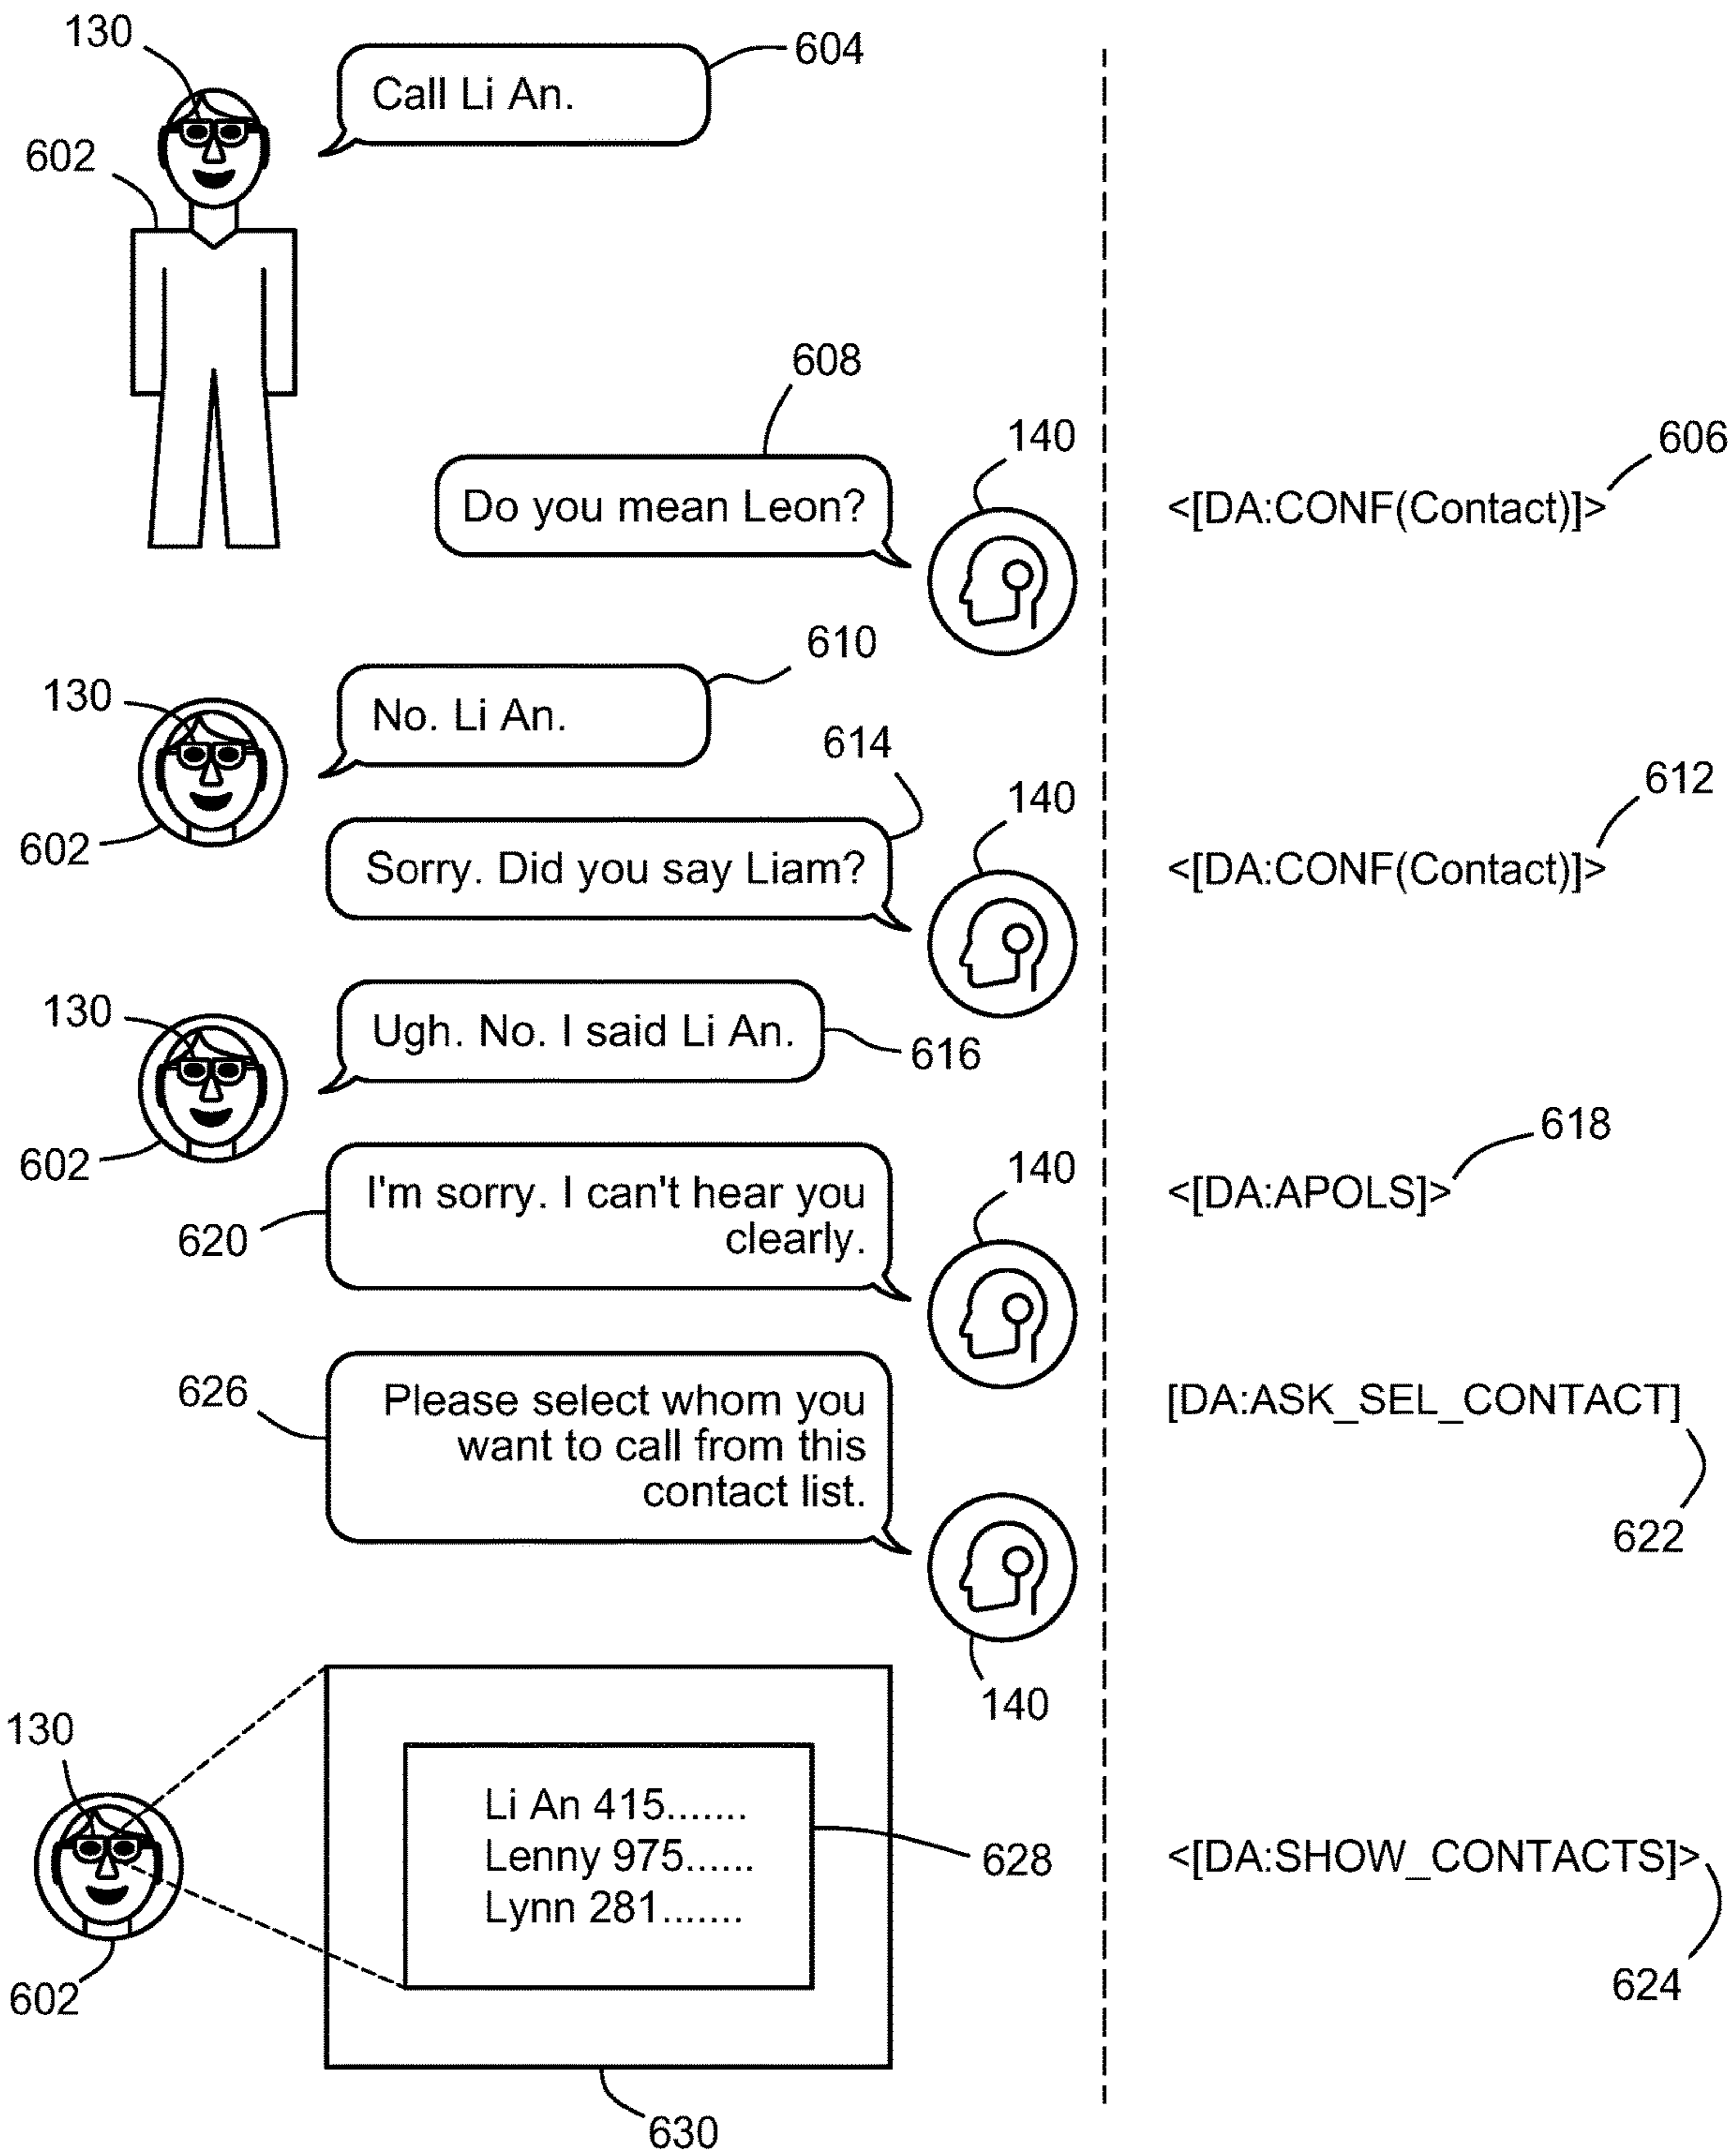 130
604
Call Li An.
602
608
140
606
Do you mean Leon?
<[DA:CONF(Contact)]>
610
130
No. Li An.
614
140
612
602
Sorry. Did you say Liam?
<[DA:CONF(Contact)]>
130
Ugh. No. I said Li An.
616
618
602
140
I'm sorry. I can't hear you
clearly.
<[DA:APOLS]>
620
626
Please select whom you
want to call from this
contact list.
[DA:ASK_SEL_CONTACT]
622
140
130
Li An 415.......
Lenny 975......
Lynn 281.......
628
<[DA:SHOW_CONTACTS]>
602
624
630